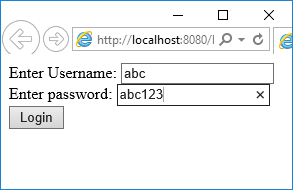 http://localhost:8080/
Enter Username: abc
Enter password: abc123
Login